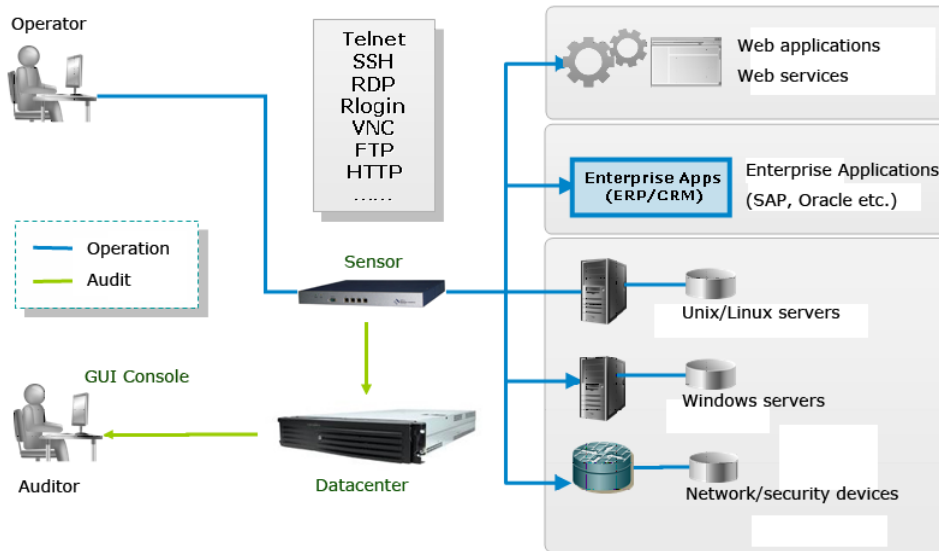 Operator
Telnet
SSH
RDP
Rlogin
VNC
FTP
HTTP
......
Web applications
Web services
Enterprise Apps
(ERP/CRM)
Enterprise Applications
(SAP, Oracle etc.)
Operation
Audit
Sensor
Unix/Linux servers
GUI Console
Windows servers
Auditor
Datacenter
Network/security devices